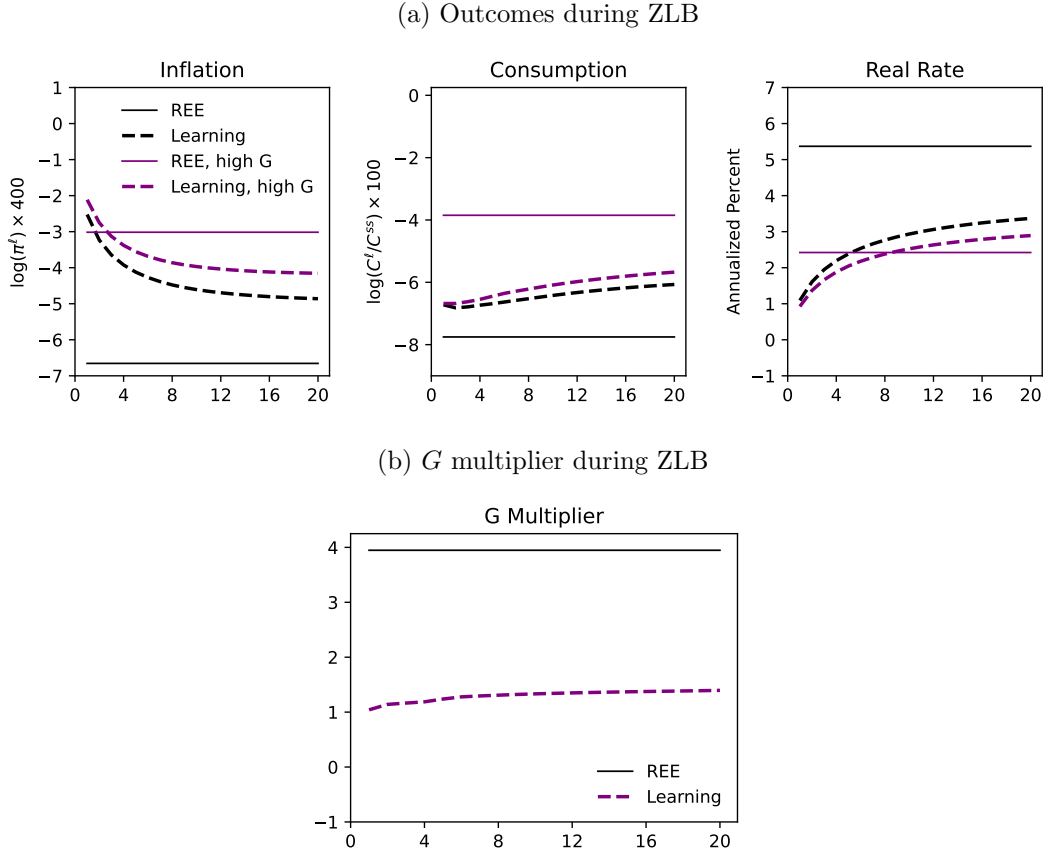 (a) Outcomes during ZLB
Inflation
Consumption
Real Rate
log(π^ℓ) × 400
1
0
−1
−2
−3
−4
−5
−6
−7
REE
Learning
REE, high G
Learning, high G
0 4 8 12 16 20
log(C^ℓ/C^ss) × 100
0
−2
−4
−6
−8
0 4 8 12 16 20
Annualized Percent
7
6
5
4
3
2
1
0
−1
0 4 8 12 16 20
(b) G multiplier during ZLB
G Multiplier
4
3
2
1
0
−1
REE
Learning
0 4 8 12 16 20